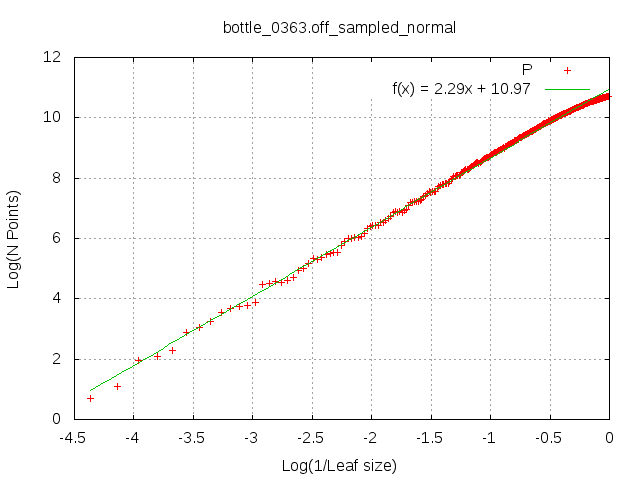 bottle_0363.off_sampled_normal
12
10
8
6
4
2
0
P
f(x) = 2.29x + 10.97
Log(N Points)
-4.5 -4 -3.5 -3 -2.5 -2 -1.5 -1 -0.5 0
Log(1/Leaf size)